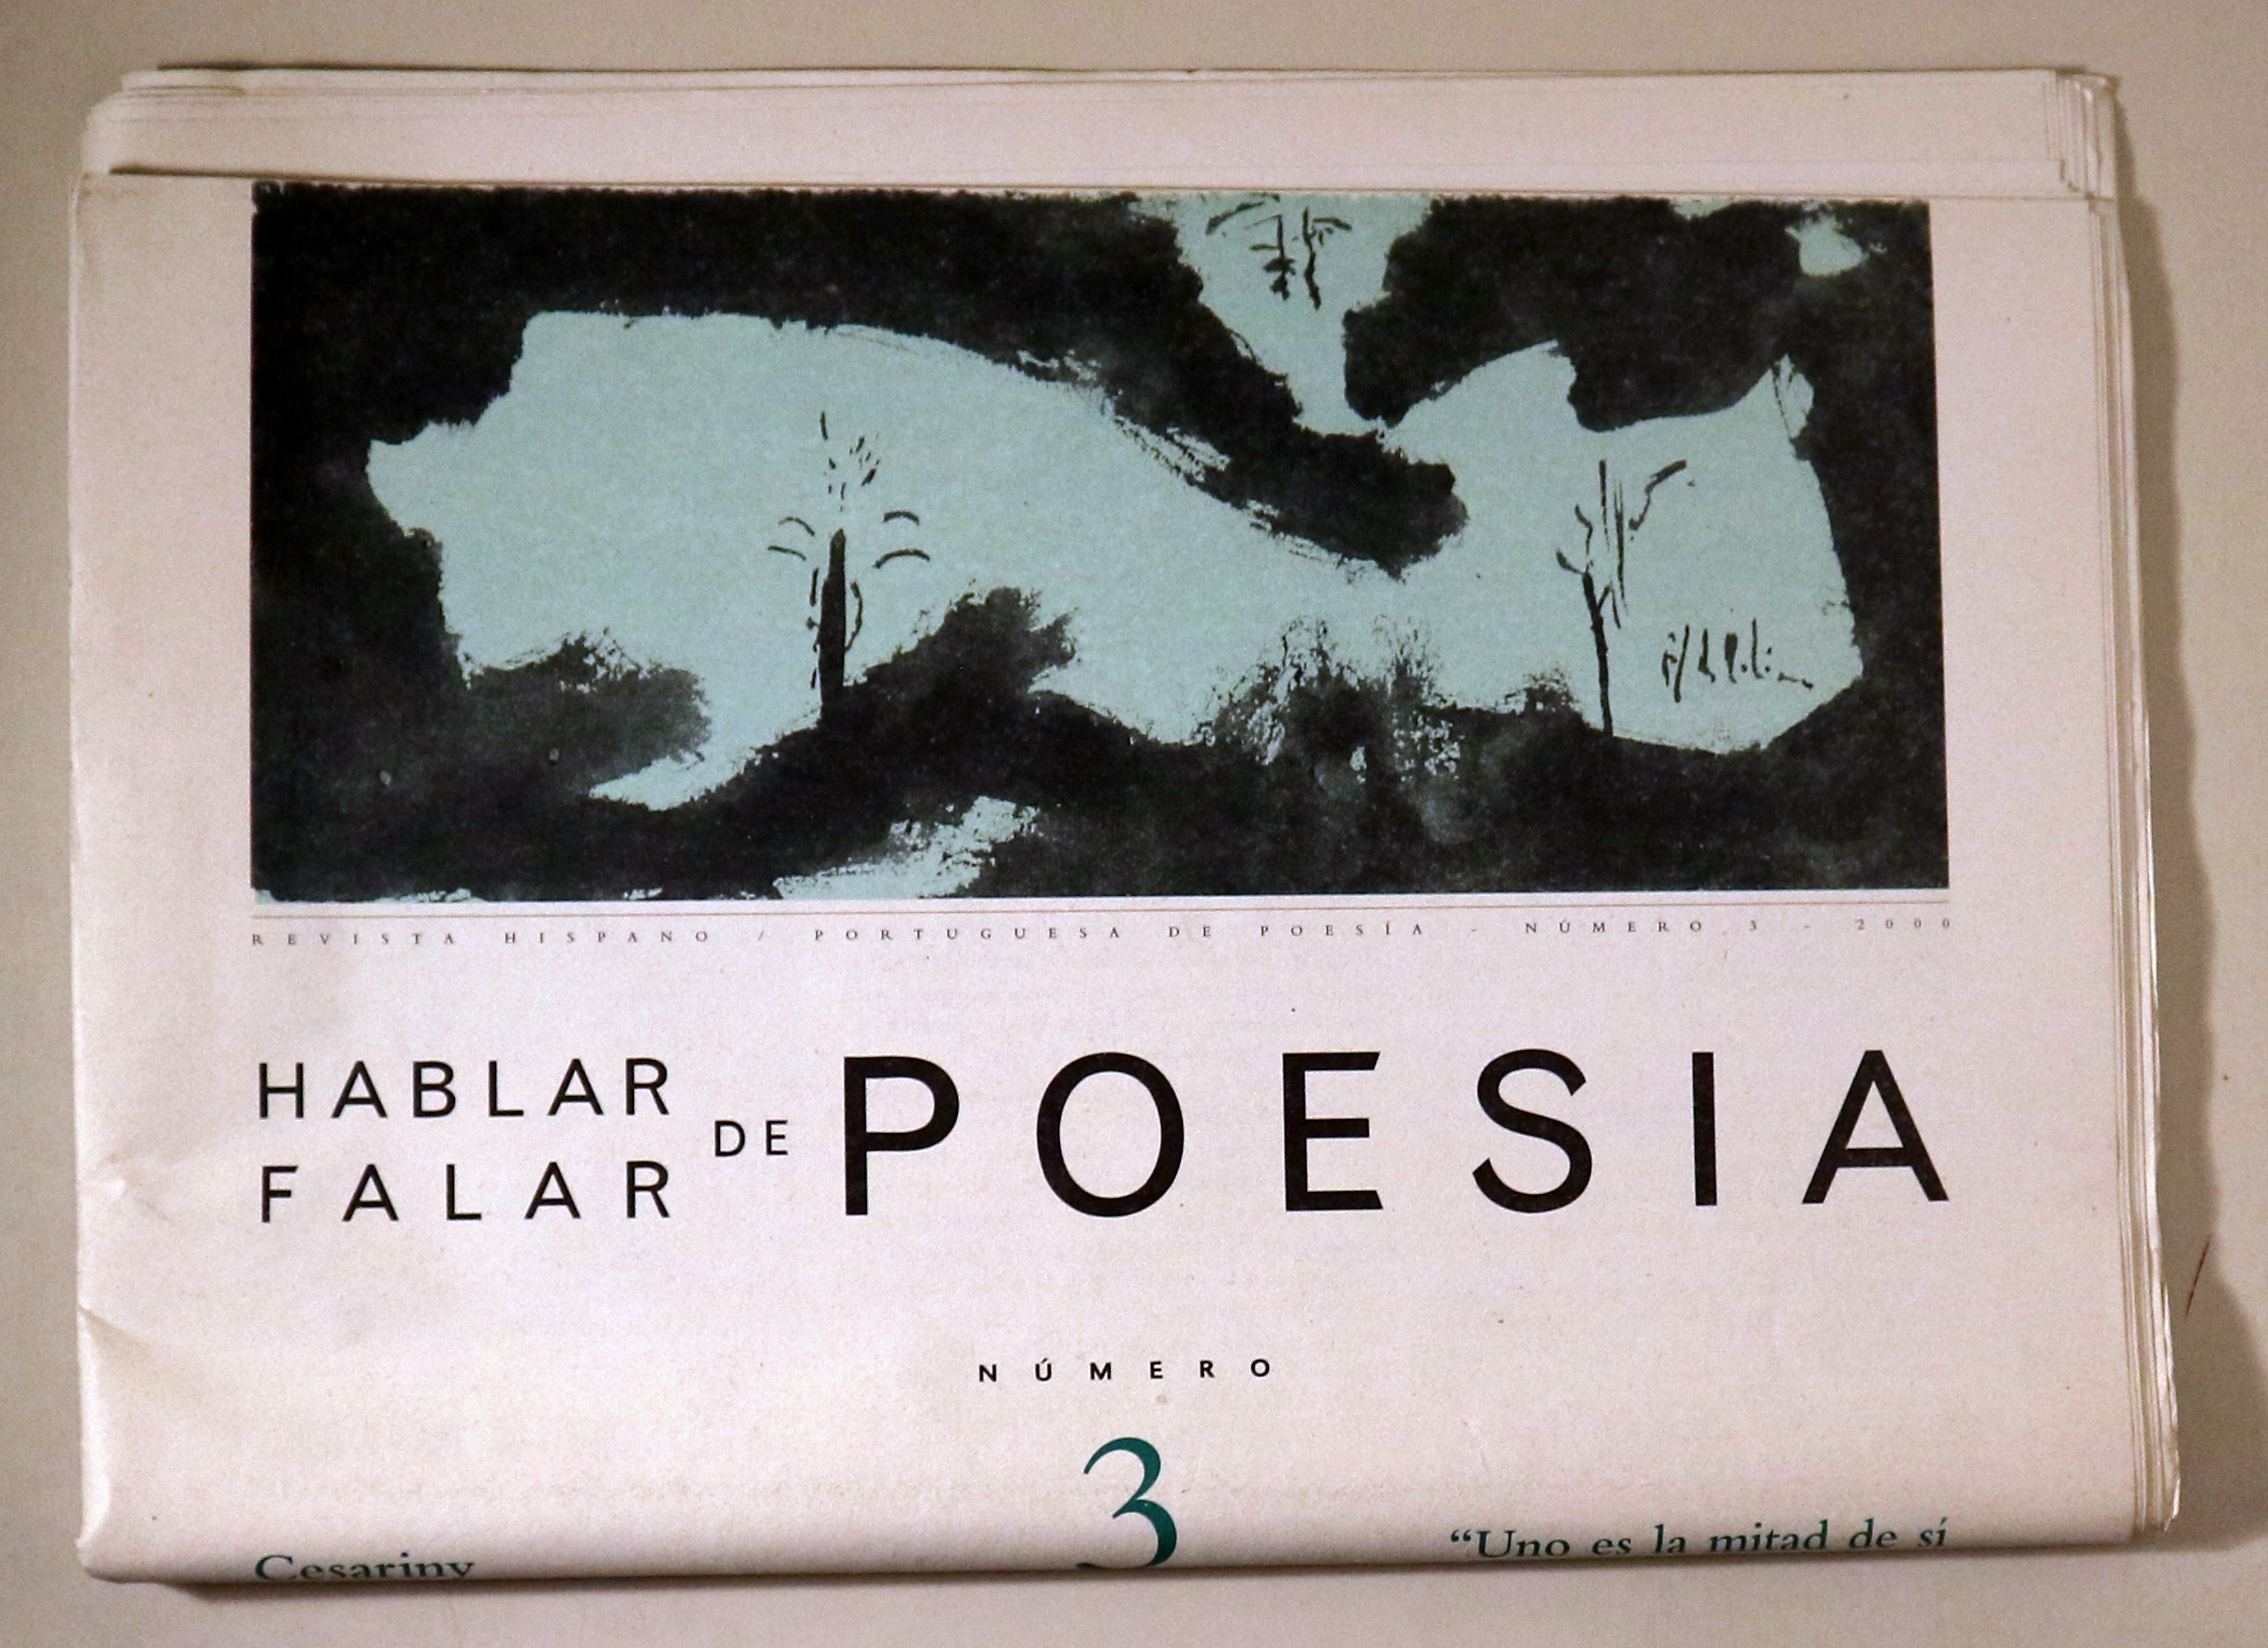 REVISTA HISPANO / PORTUGUESA DE POESÍA - NÚMERO 3 - 2000
HABLAR
FALAR
DE POESIA
NÚMERO
3
Cesariny
“Uno es la mitad de sí